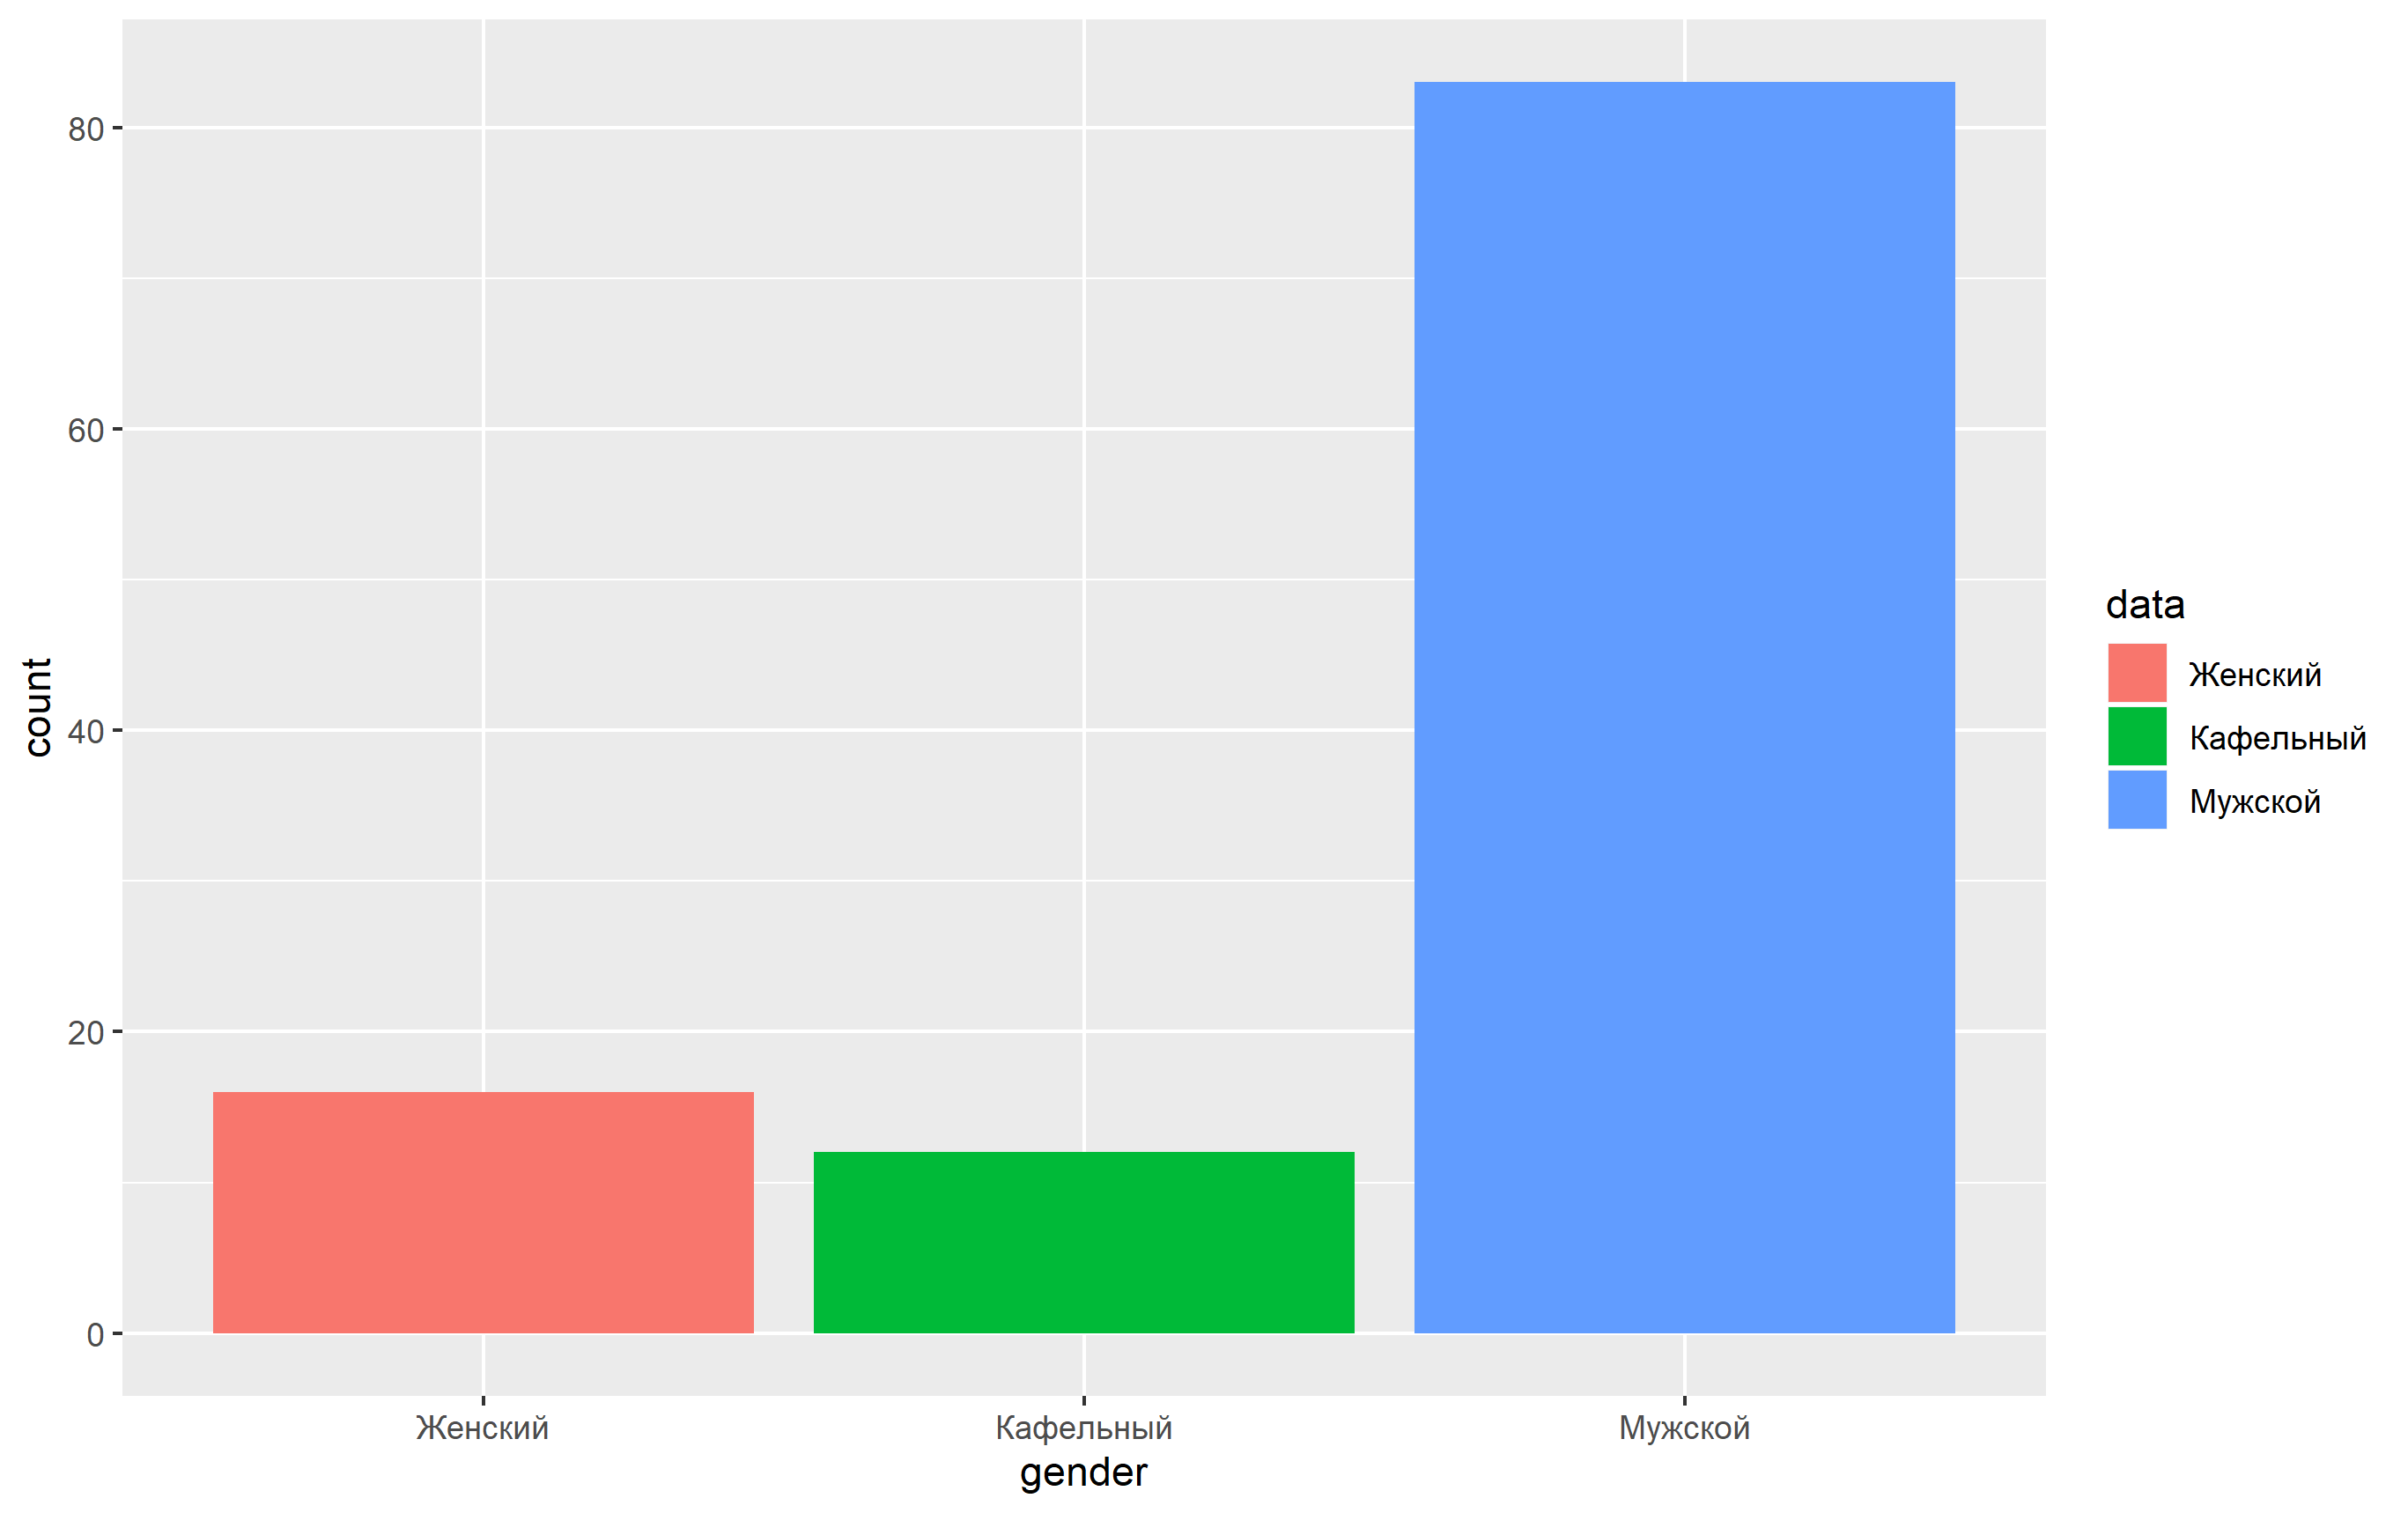 80
60
40
20
0
count
Женский
Кафельный
Мужской
gender
data
Женский
Кафельный
Мужской